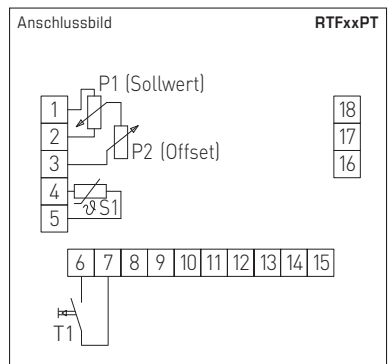 Anschlussbild RTFxxPT
P1 (Sollwert)
1
18
2
17
P2 (Offset)
3
16
4
ϑ S1
5
6 7 8 9 10 11 12 13 14 15
T1